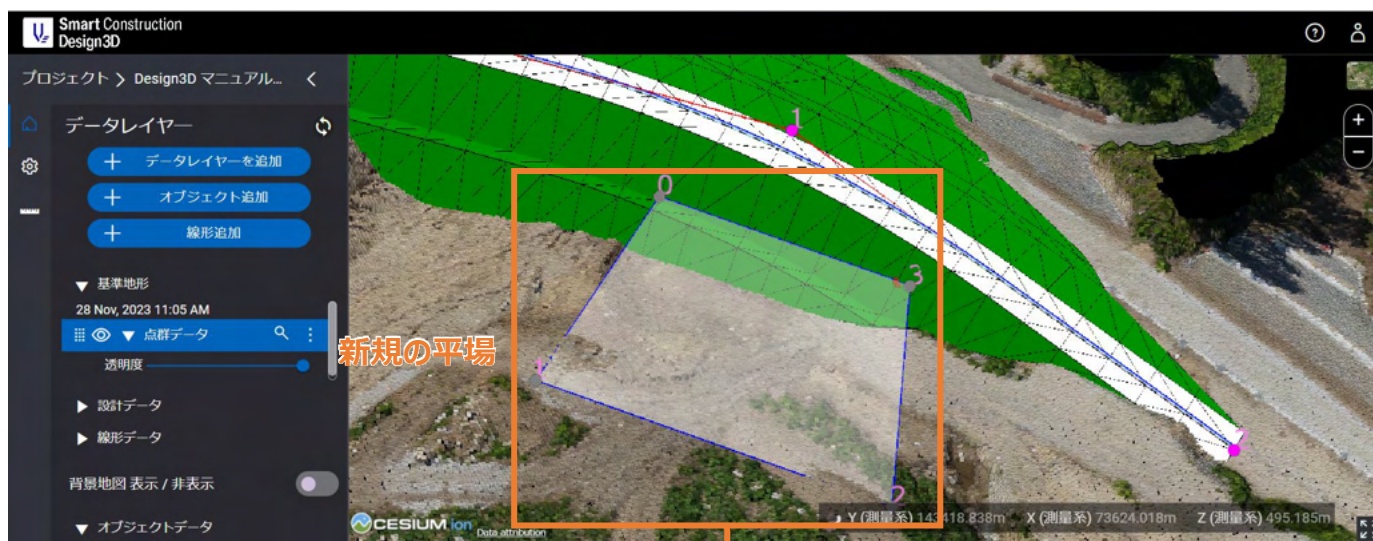 Smart Construction
Design3D
プロジェクト > Design3D マニュアル...
データレイヤー
データレイヤーを追加
オブジェクト追加
線形追加
基準地形
28 Nov, 2023 11:05 AM
点群データ
透明度
設計データ
線形データ
背景地図 表示 / 非表示
オブジェクトデータ
新規の平場
1
0
3
1
2
2
CESIUM ion
Data attribution
Y (測量系) 143418.838m X (測量系) 73624.018m Z (測量系) 495.185m